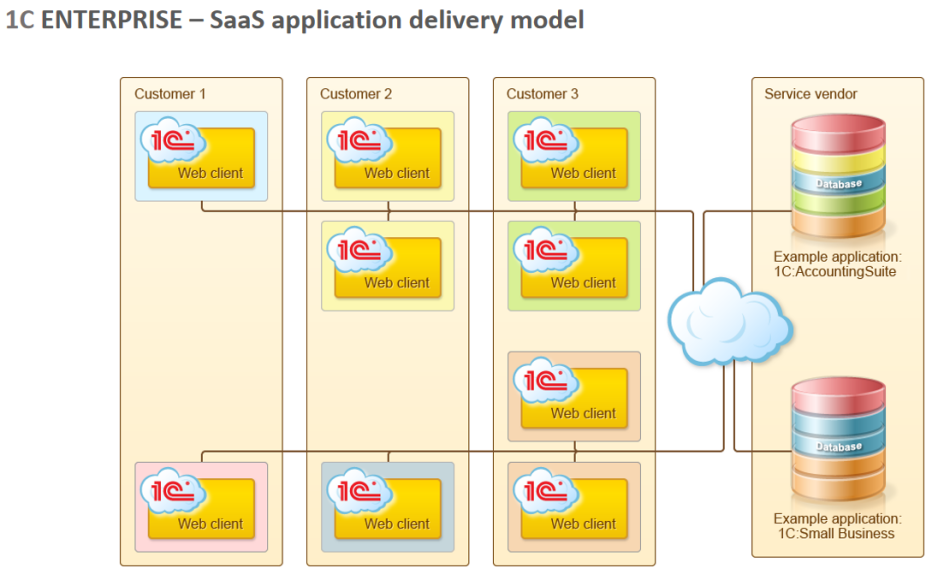 1C ENTERPRISE – SaaS application delivery model
Customer 1
Customer 2
Customer 3
Service vendor
1C
Web client
1C
Web client
1C
Web client
Database
Example application:
1C:AccountingSuite
1C
Web client
1C
Web client
1C
Web client
1C
Web client
1C
Web client
1C
Web client
Database
Example application:
1C:Small Business